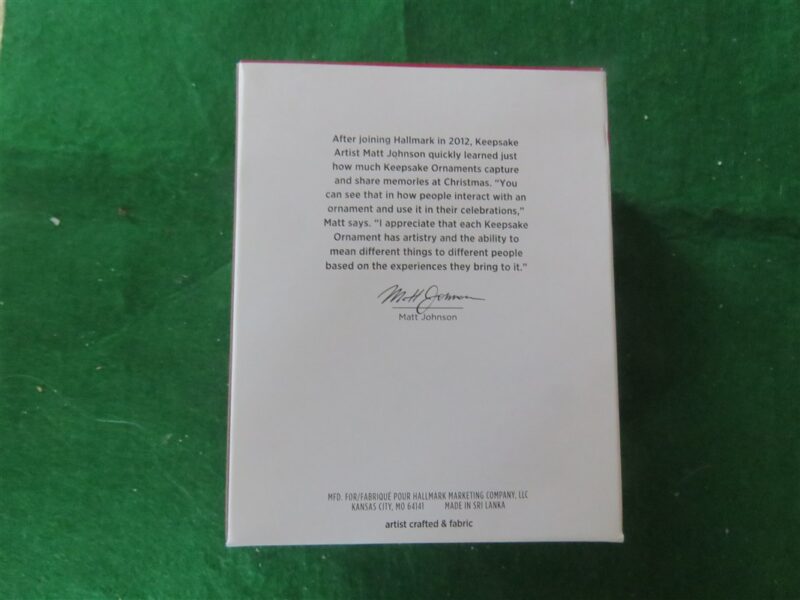 After joining Hallmark in 2012, Keepsake
Artist Matt Johnson quickly learned just
how much Keepsake Ornaments capture
and share memories at Christmas. "You
can see that in how people interact with an
ornament and use it in their celebrations,"
Matt says. "I appreciate that each Keepsake
Ornament has artistry and the ability to
mean different things to different people
based on the experiences they bring to it."
Matt Johnson
Matt Johnson
MFD. FOR/FABRIQUÉ POUR HALLMARK MARKETING COMPANY, LLC
KANSAS CITY, MO 64141 MADE IN SRI LANKA
artist crafted & fabric